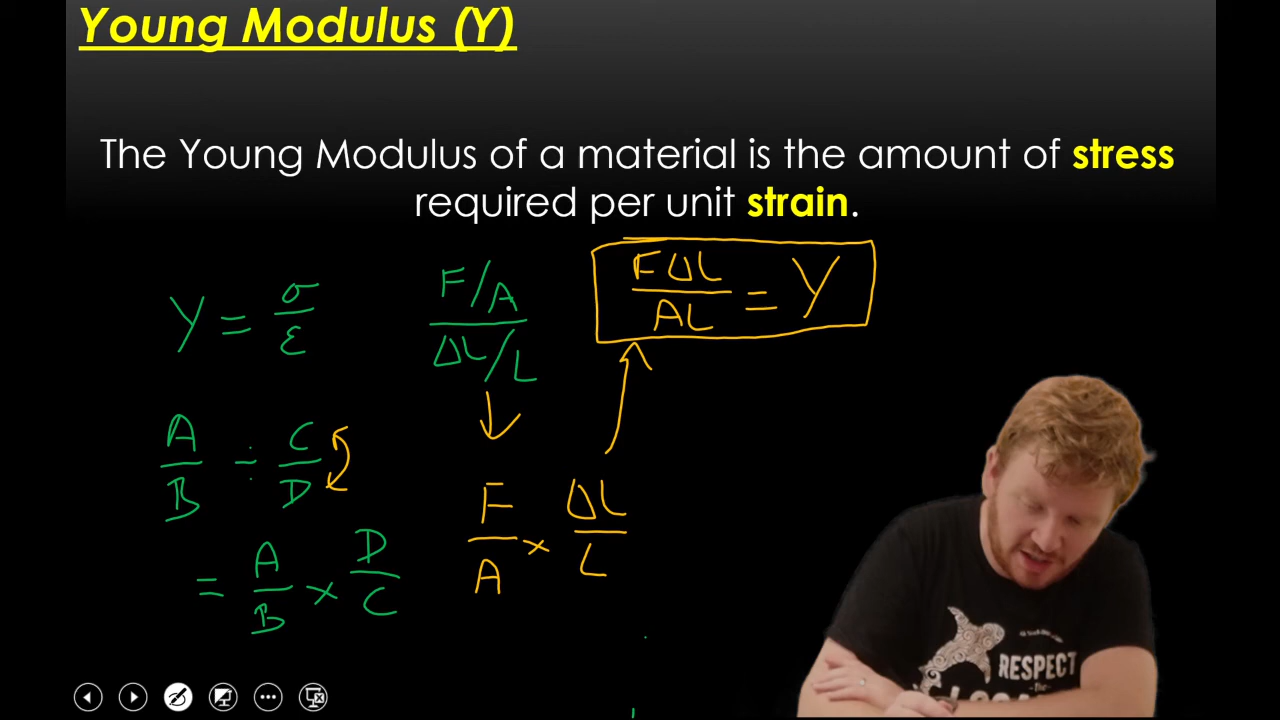 Young Modulus (Y)
The Young Modulus of a material is the amount of stress
required per unit strain.
Y = σ/ε
F/A
ΔL/L
FΔL/AL = Y
A/B ÷ C/D
= A/B × D/C
F/A × ΔL/L
RESPECT
the